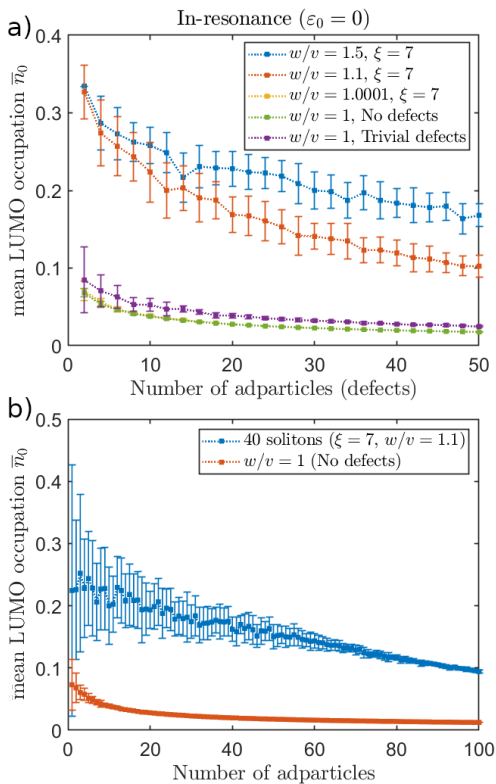 In-resonance (ε₀ = 0)
a)
0.4
0.3
0.2
0.1
0
mean LUMO occupation n̅₀
w/v = 1.5, ξ = 7
w/v = 1.1, ξ = 7
w/v = 1.0001, ξ = 7
w/v = 1, No defects
w/v = 1, Trivial defects
0 10 20 30 40 50
Number of adparticles (defects)
b)
0.5
0.4
0.3
0.2
0.1
0
mean LUMO occupation n̅₀
40 solitons (ξ = 7, w/v = 1.1)
w/v = 1 (No defects)
0 20 40 60 80 100
Number of adparticles